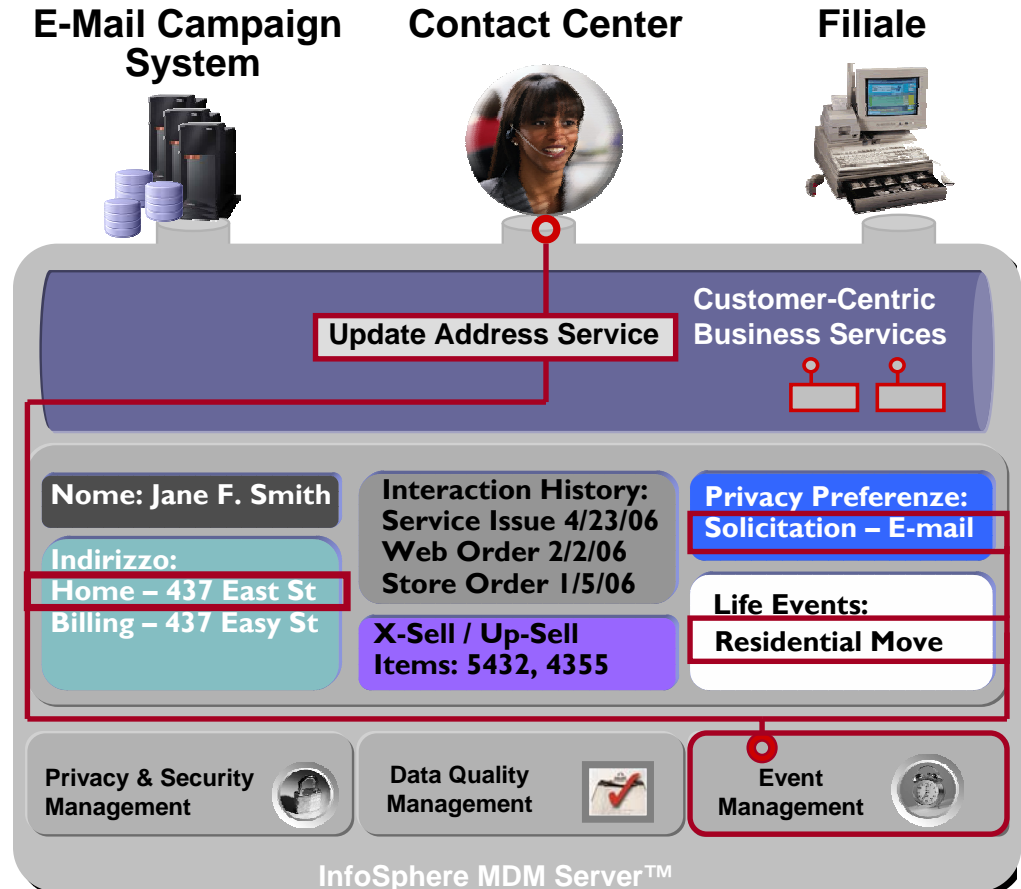 E-Mail Campaign
System
Contact Center
Filiale
Customer-Centric
Business Services
Update Address Service
Nome: Jane F. Smith
Indirizzo:
Home – 437 East St
Billing – 437 Easy St
Interaction History:
Service Issue 4/23/06
Web Order 2/2/06
Store Order 1/5/06
X-Sell / Up-Sell
Items: 5432, 4355
Privacy Preferenze:
Solicitation – E-mail
Life Events:
Residential Move
Privacy & Security
Management
Data Quality
Management
Event
Management
InfoSphere MDM Server™